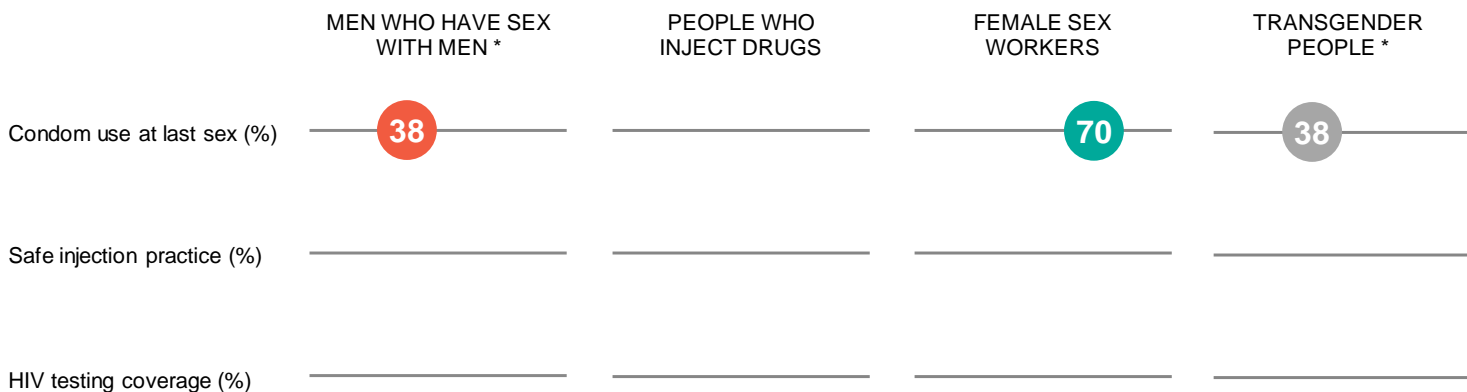 MEN WHO HAVE SEX
WITH MEN *
PEOPLE WHO
INJECT DRUGS
FEMALE SEX
WORKERS
TRANSGENDER
PEOPLE *
Condom use at last sex (%)
38
70
38
Safe injection practice (%)
HIV testing coverage (%)